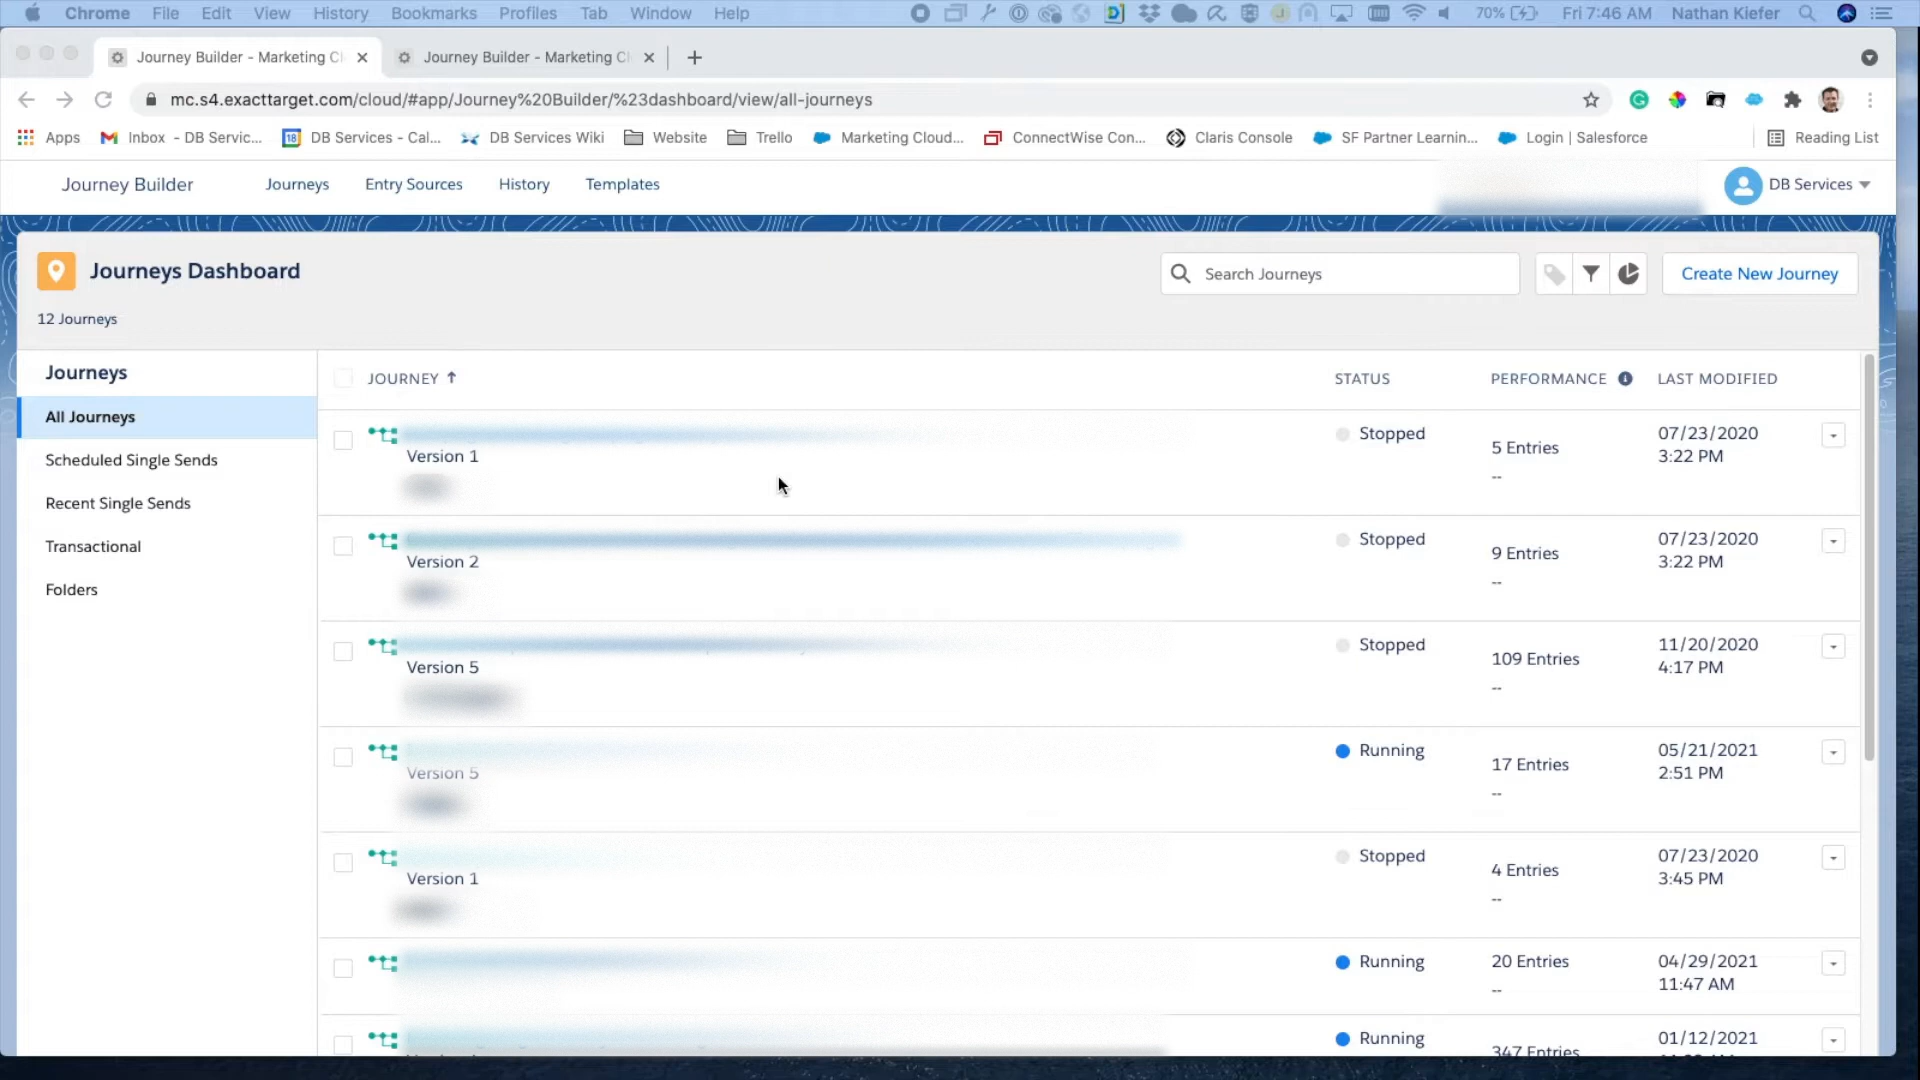 Chrome File Edit View History Bookmarks Profiles Tab Window Help 70% Fri 7:46 AM Nathan Kiefer
Journey Builder - Marketing Cl Journey Builder - Marketing Cl
mc.s4.exacttarget.com/cloud/#app/Journey%20Builder/%23dashboard/view/all-journeys
Apps Inbox - DB Servic... 18 DB Services - Cal... DB Services Wiki Website Trello Marketing Cloud... ConnectWise Con... Claris Console SF Partner Learnin... Login | Salesforce Reading List
Journey Builder Journeys Entry Sources History Templates DB Services
Journeys Dashboard Search Journeys Create New Journey
12 Journeys
Journeys
All Journeys
Scheduled Single Sends
Recent Single Sends
Transactional
Folders
JOURNEY STATUS PERFORMANCE LAST MODIFIED
Stopped 5 Entries 07/23/2020
Version 1 -- 3:22 PM
Stopped 9 Entries 07/23/2020
Version 2 -- 3:22 PM
Stopped 109 Entries 11/20/2020
Version 5 -- 4:17 PM
Running 17 Entries 05/21/2021
Version 5 -- 2:51 PM
Stopped 4 Entries 07/23/2020
Version 1 -- 3:45 PM
Running 20 Entries 04/29/2021
-- 11:47 AM
Running 347 Entries 01/12/2021